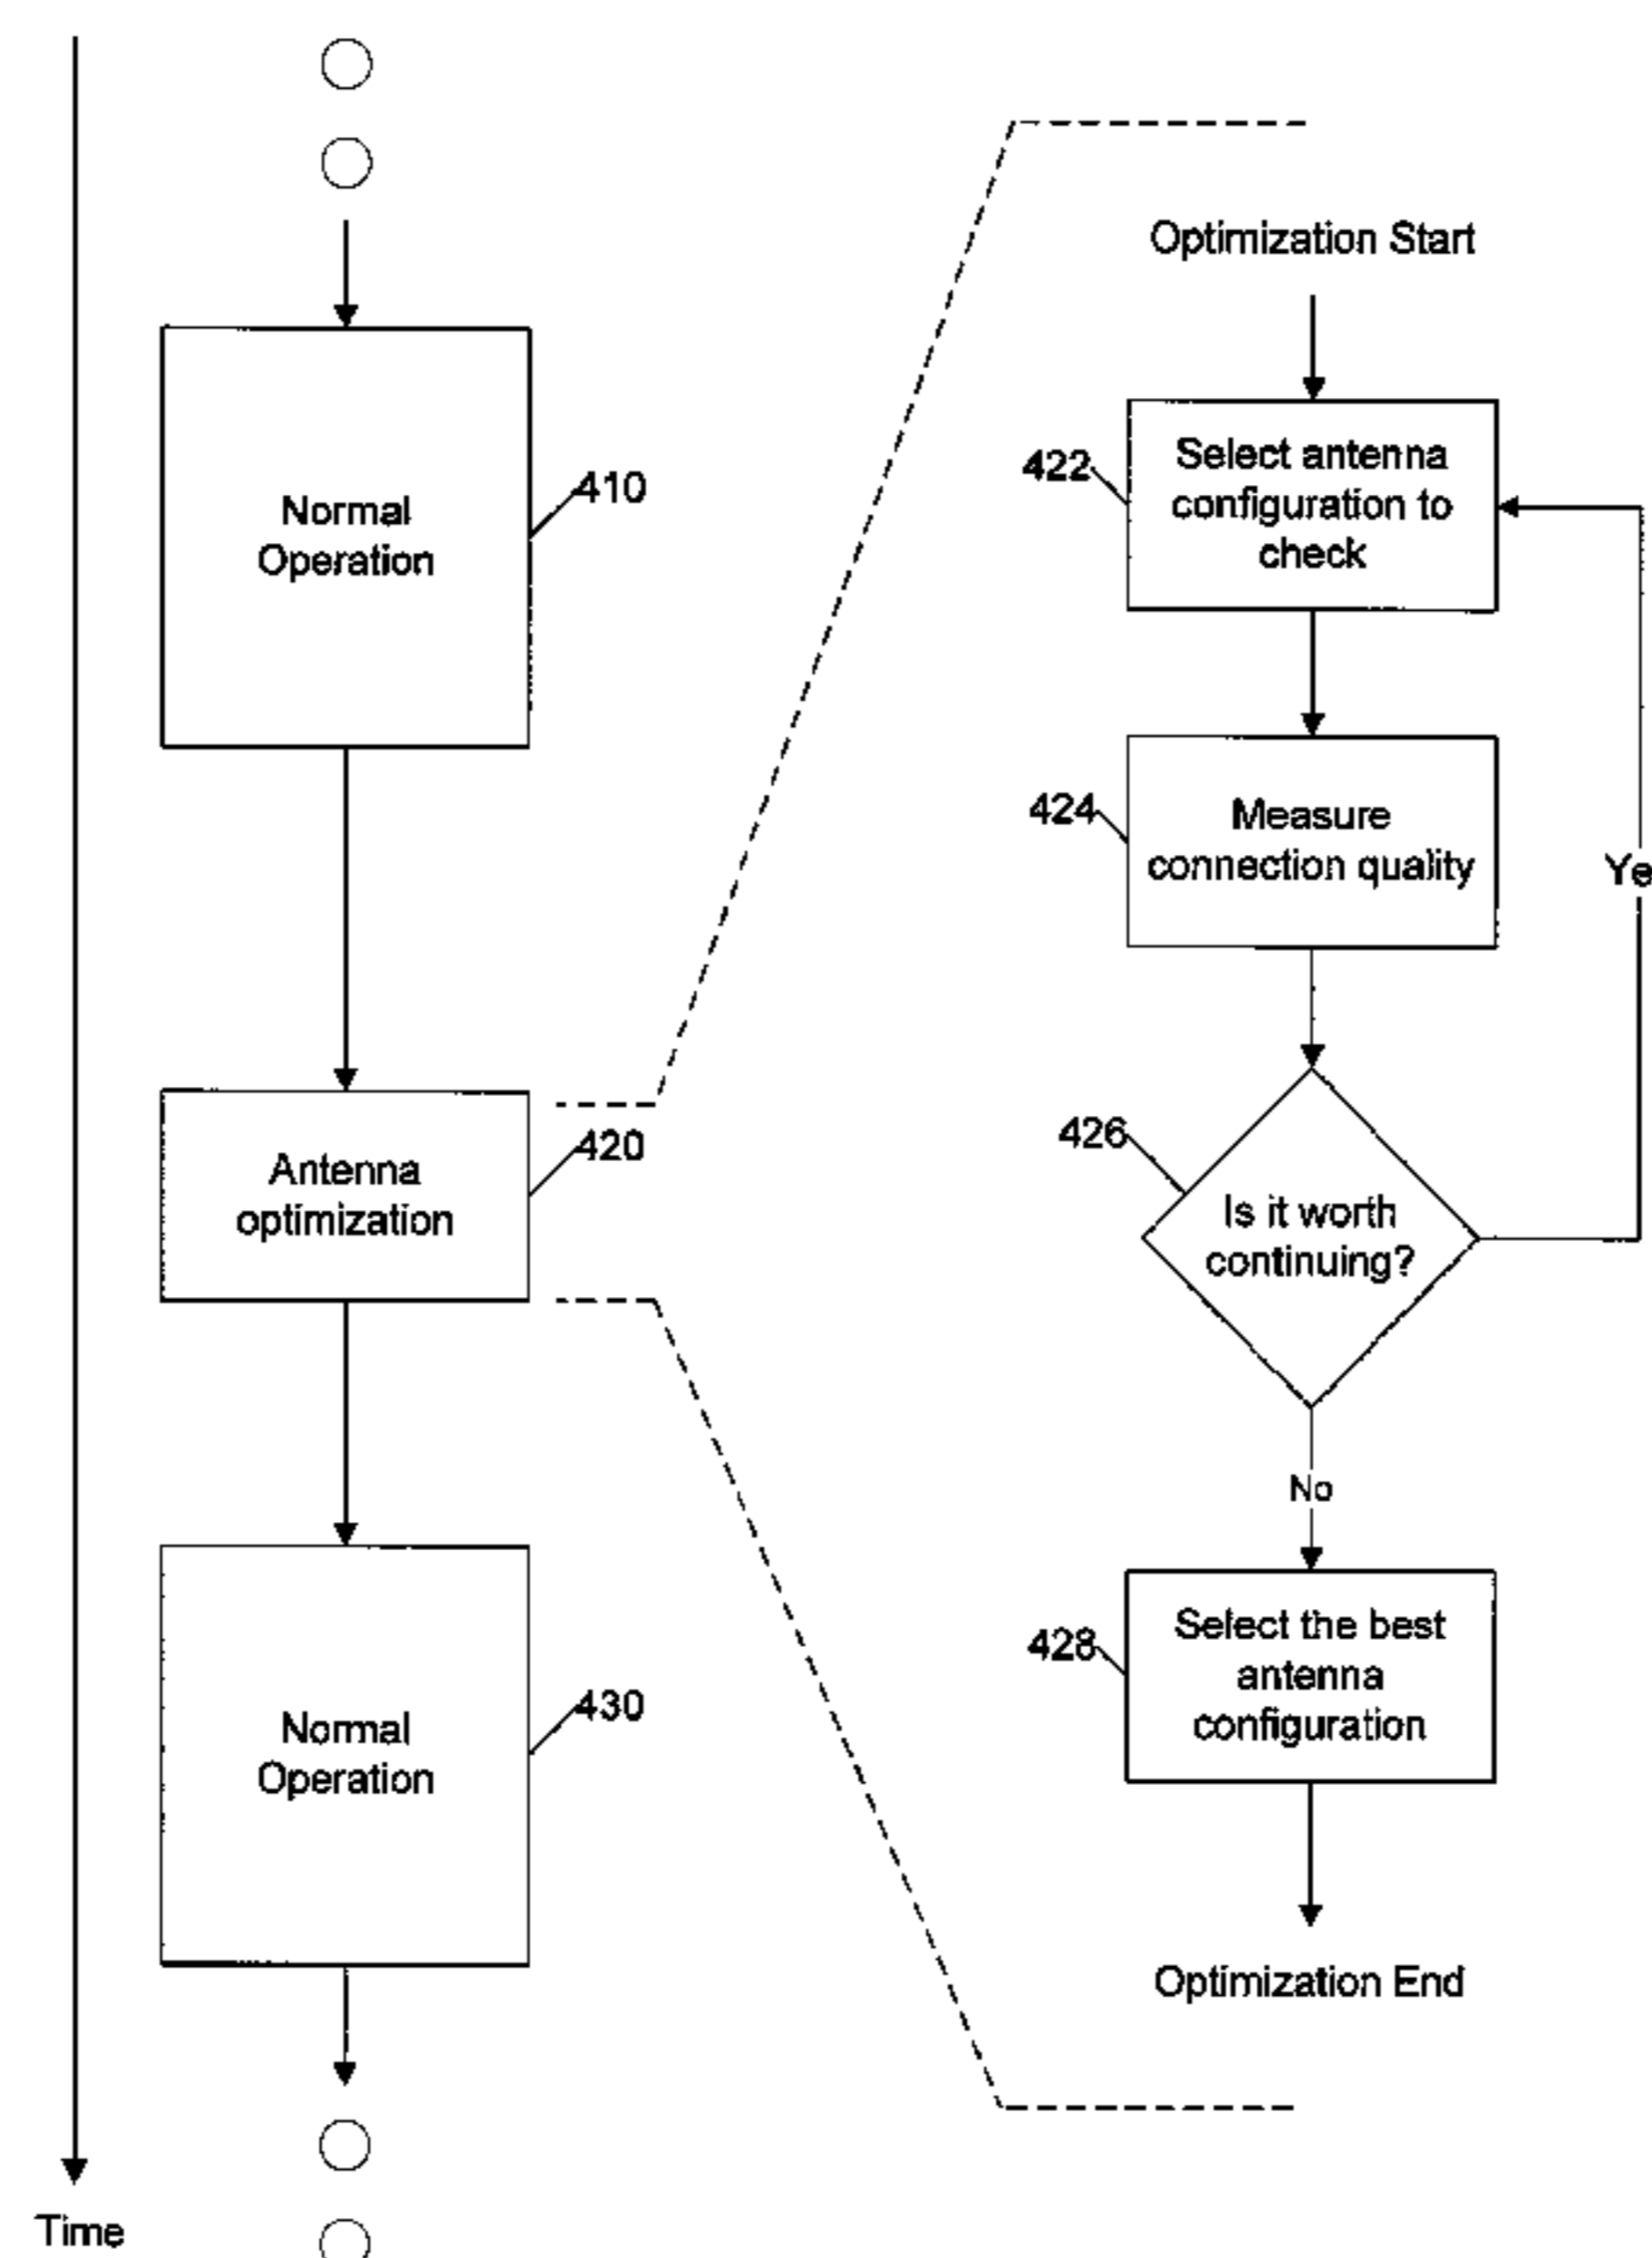 Normal
Operation
410
Antenna
optimization
420
Normal
Operation
430
Time
Optimization Start
422
Select antenna
configuration to
check
424
Measure
connection quality
Ye
426
Is it worth
continuing?
No
428
Select the best
antenna
configuration
Optimization End